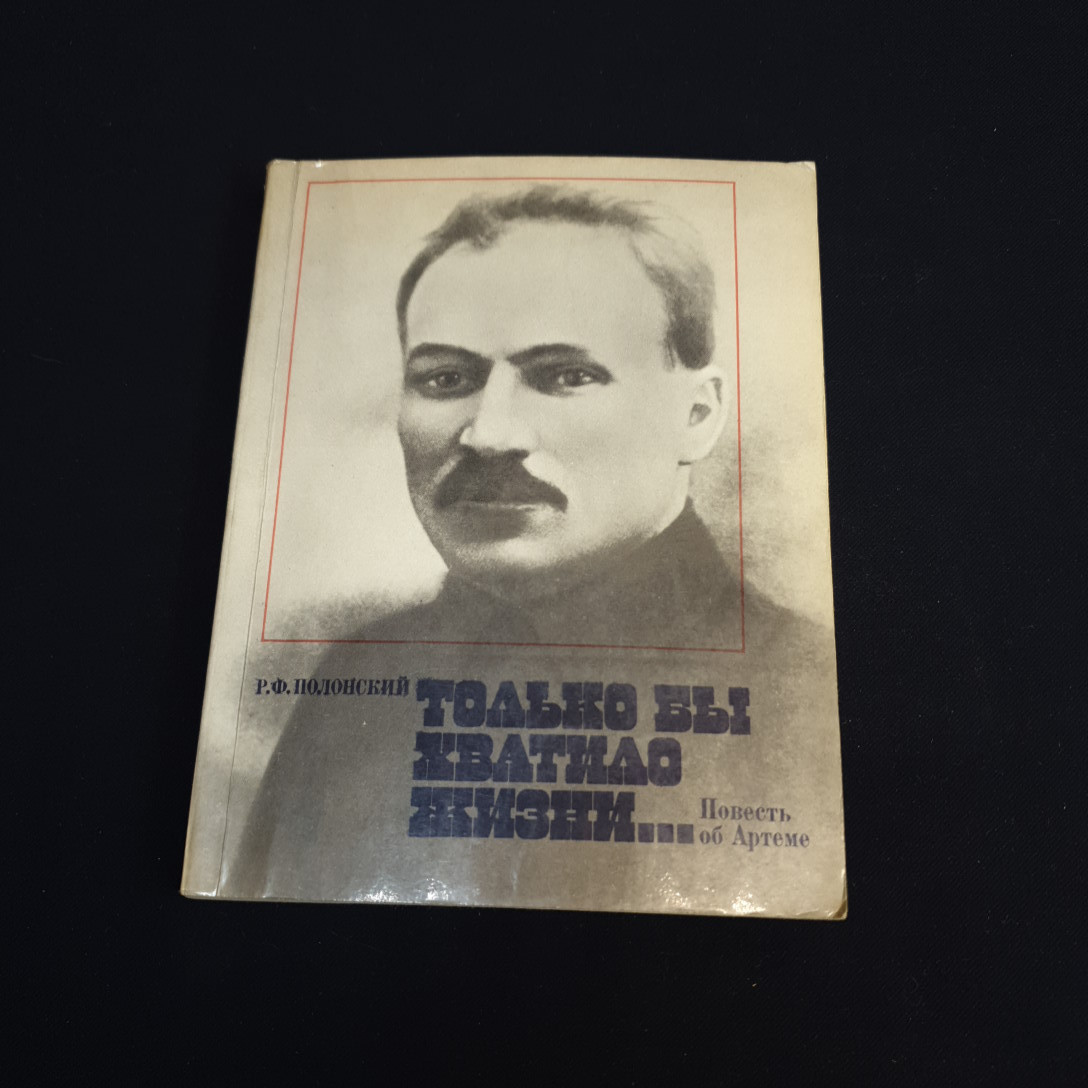 Р.Ф.ПОЛОНСКИЙ
ТОЛЬКО БЫ
ХВАТИЛО
ЖИЗНИ...
Повесть
об Артеме